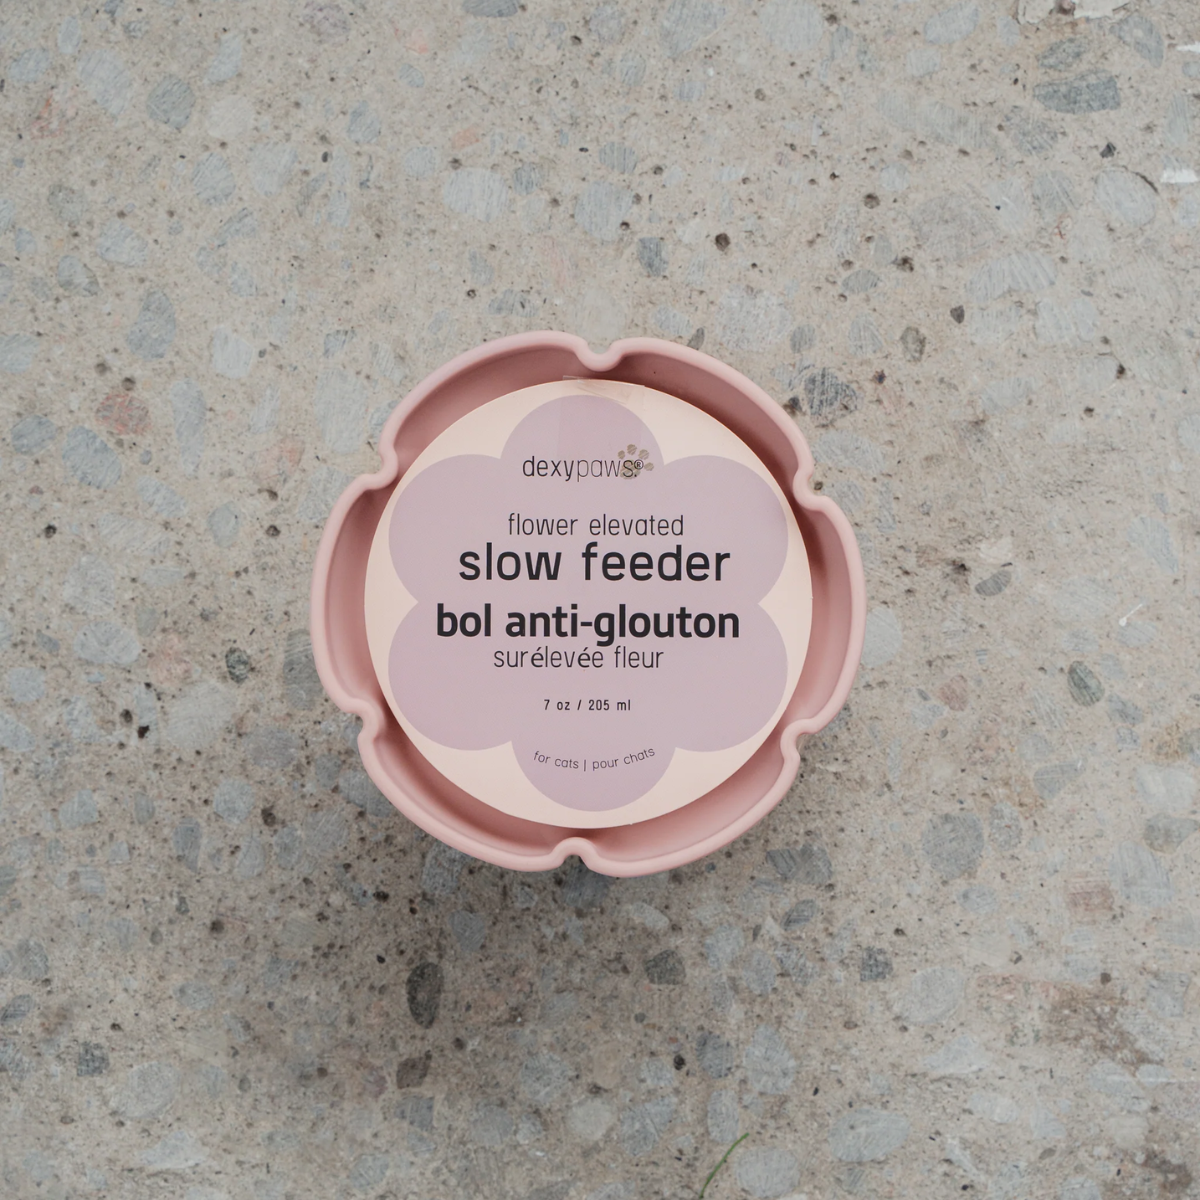 dexypaws®
flower elevated
slow feeder
bol anti-glouton
surélevée fleur
7 oz / 205 ml
for cats | pour chats